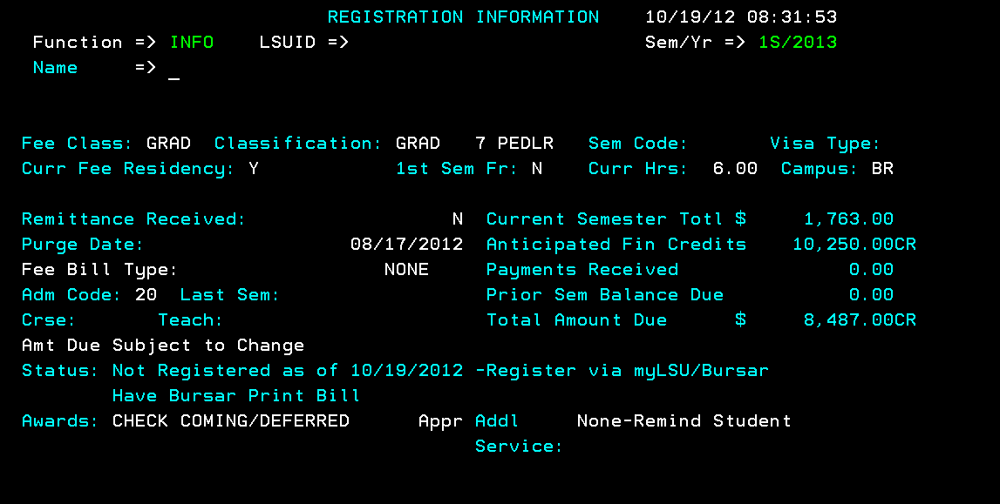 REGISTRATION INFORMATION 10/19/12 08:31:53
Function => INFO LSUID => Sem/Yr => 1S/2013
Name => _
Fee Class: GRAD Classification: GRAD 7 PEDLR Sem Code: Visa Type:
Curr Fee Residency: Y 1st Sem Fr: N Curr Hrs: 6.00 Campus: BR
Remittance Received: N Current Semester Totl $ 1,763.00
Purge Date: 08/17/2012 Anticipated Fin Credits 10,250.00CR
Fee Bill Type: NONE Payments Received 0.00
Adm Code: 20 Last Sem: Prior Sem Balance Due 0.00
Crse: Teach: Total Amount Due $ 8,487.00CR
Amt Due Subject to Change
Status: Not Registered as of 10/19/2012 -Register via myLSU/Bursar
Have Bursar Print Bill
Awards: CHECK COMING/DEFERRED Appr Addl None-Remind Student
Service: